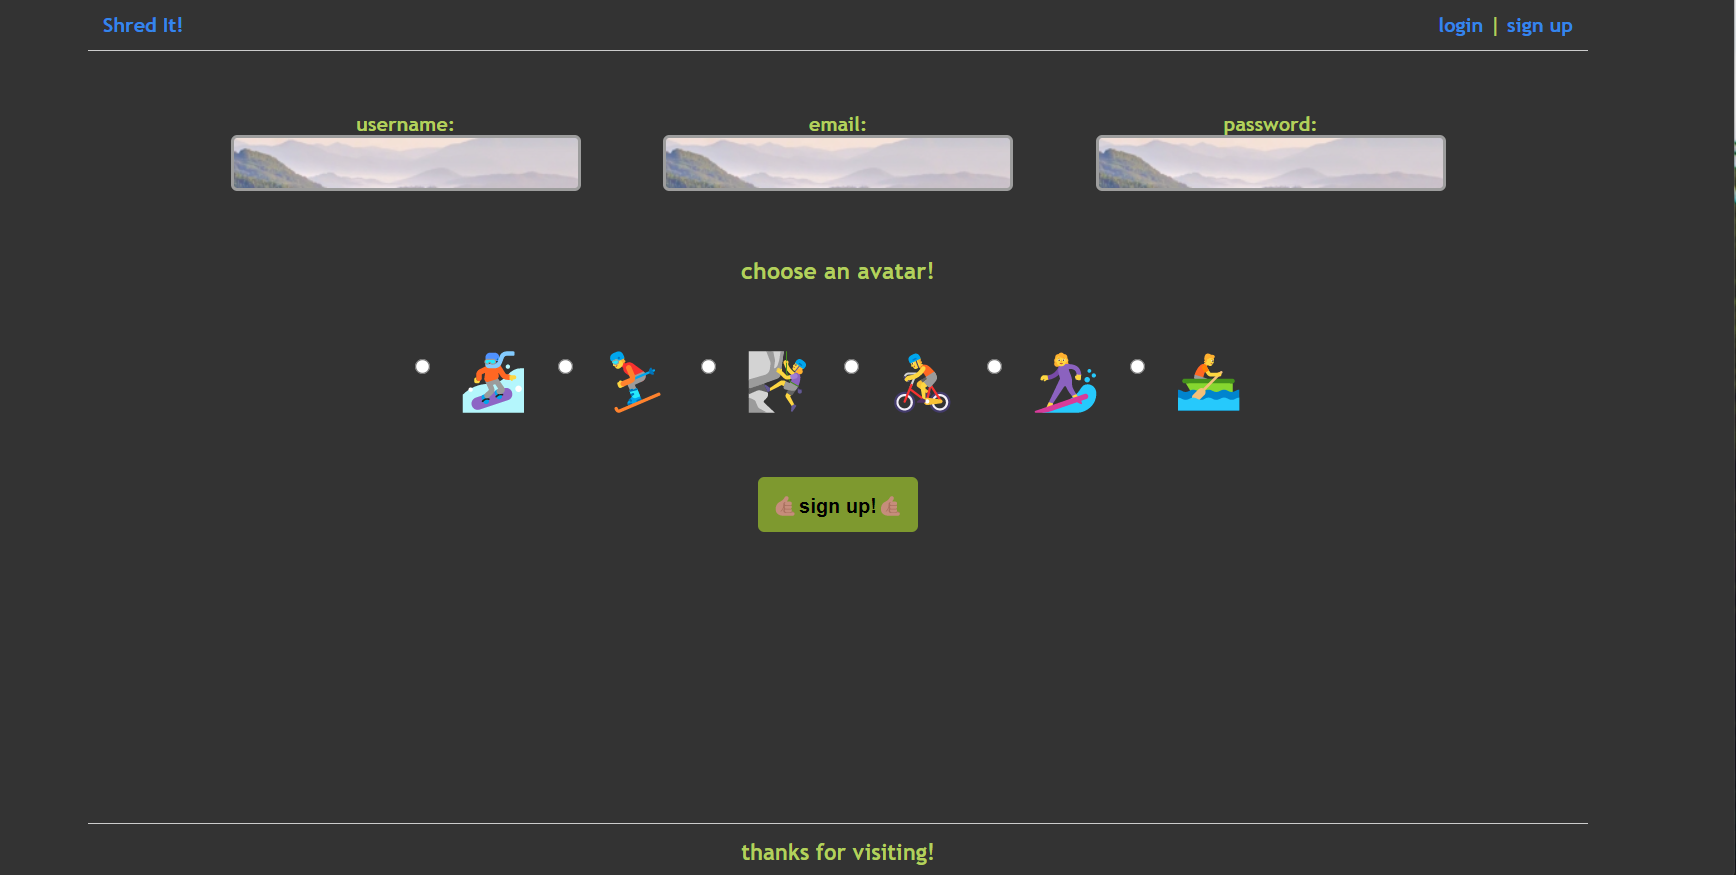 Shred It! login | sign up
username: email: password:
choose an avatar!
🤙🏽sign up!🤙🏽
thanks for visiting!